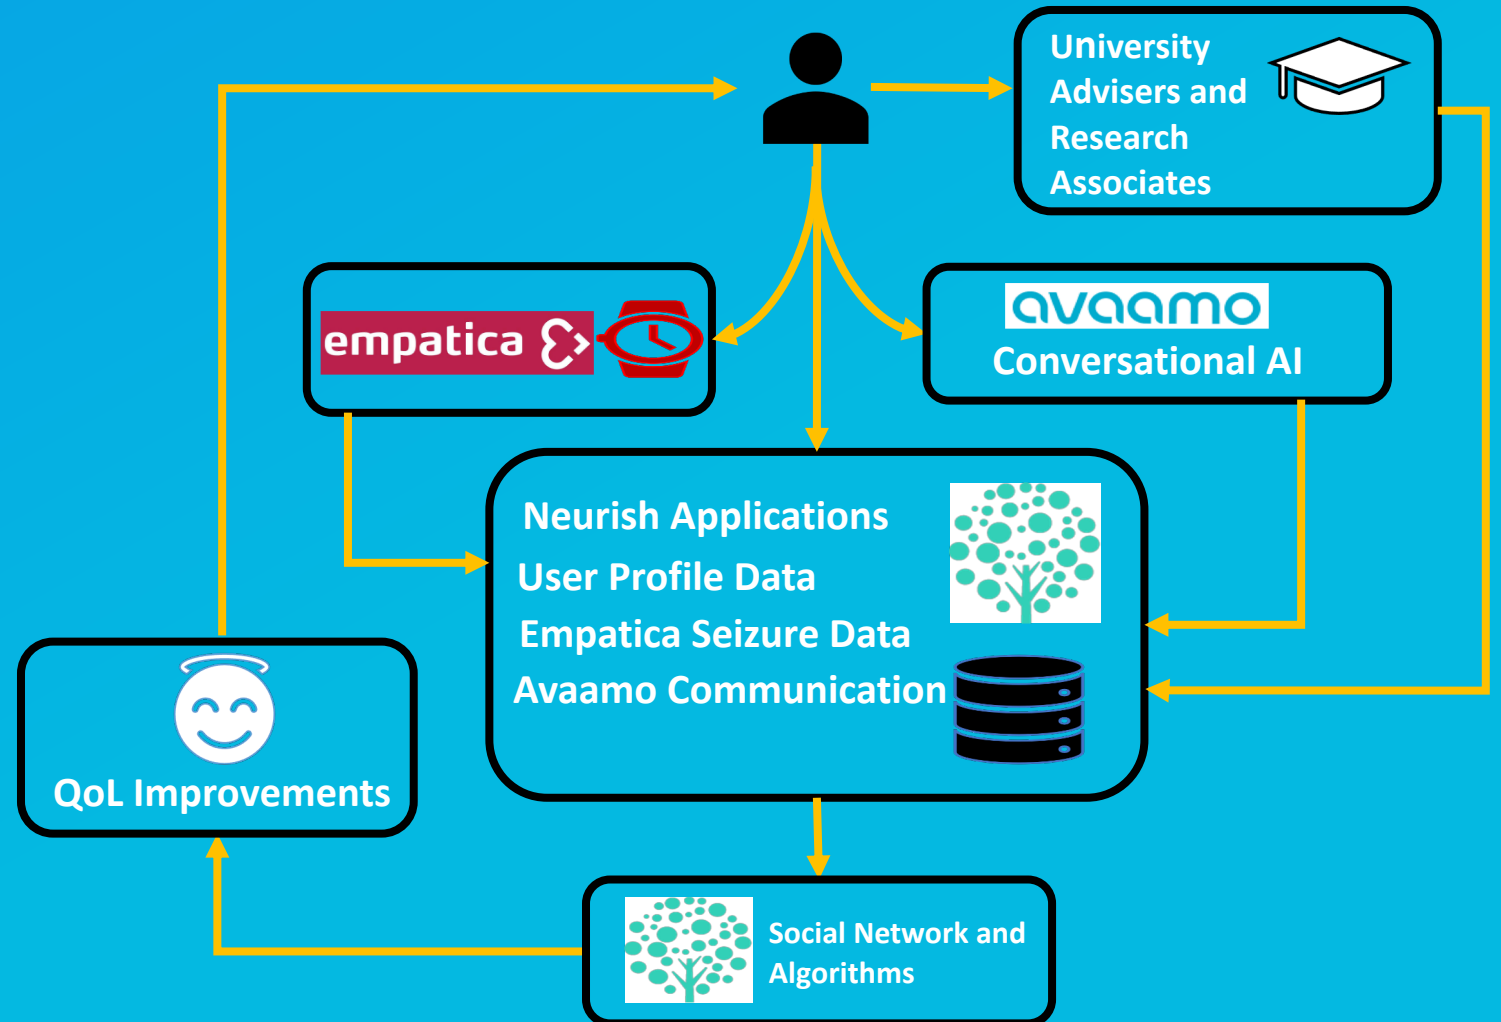 University
Advisers and
Research
Associates
empatica
avaamo
Conversational AI
Neurish Applications
User Profile Data
Empatica Seizure Data
Avaamo Communication
QoL Improvements
Social Network and
Algorithms